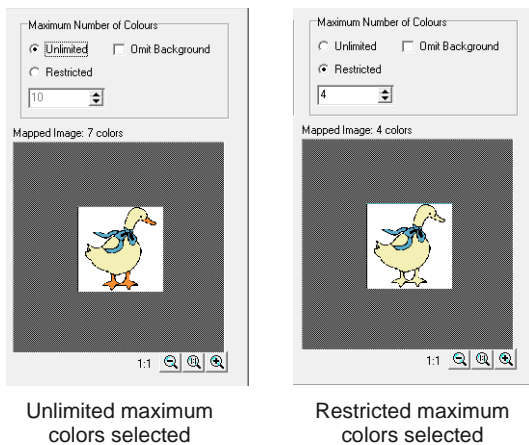 Maximum Number of Colours
Unlimited Omit Background
Restricted
10
Mapped Image: 7 colors
1:1
Unlimited maximum
colors selected
Maximum Number of Colours
Unlimited Omit Background
Restricted
4
Mapped Image: 4 colors
1:1
Restricted maximum
colors selected